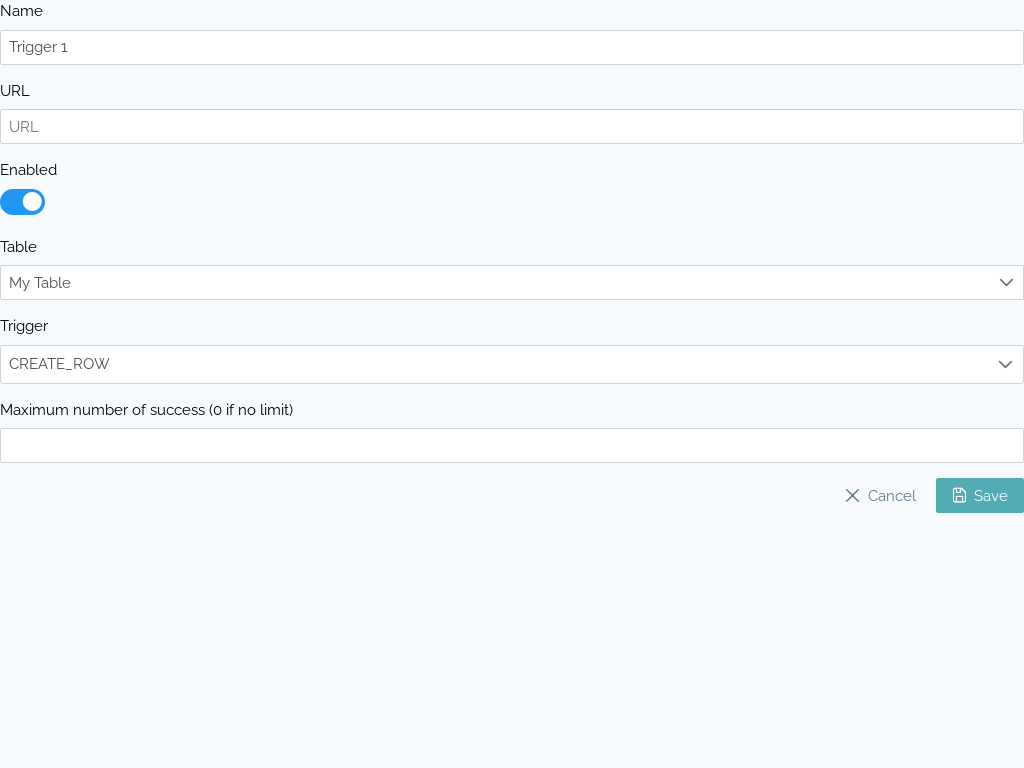 Name
Trigger 1
URL
URL
Enabled
Table
My Table
Trigger
CREATE_ROW
Maximum number of success (0 if no limit)
Cancel Save